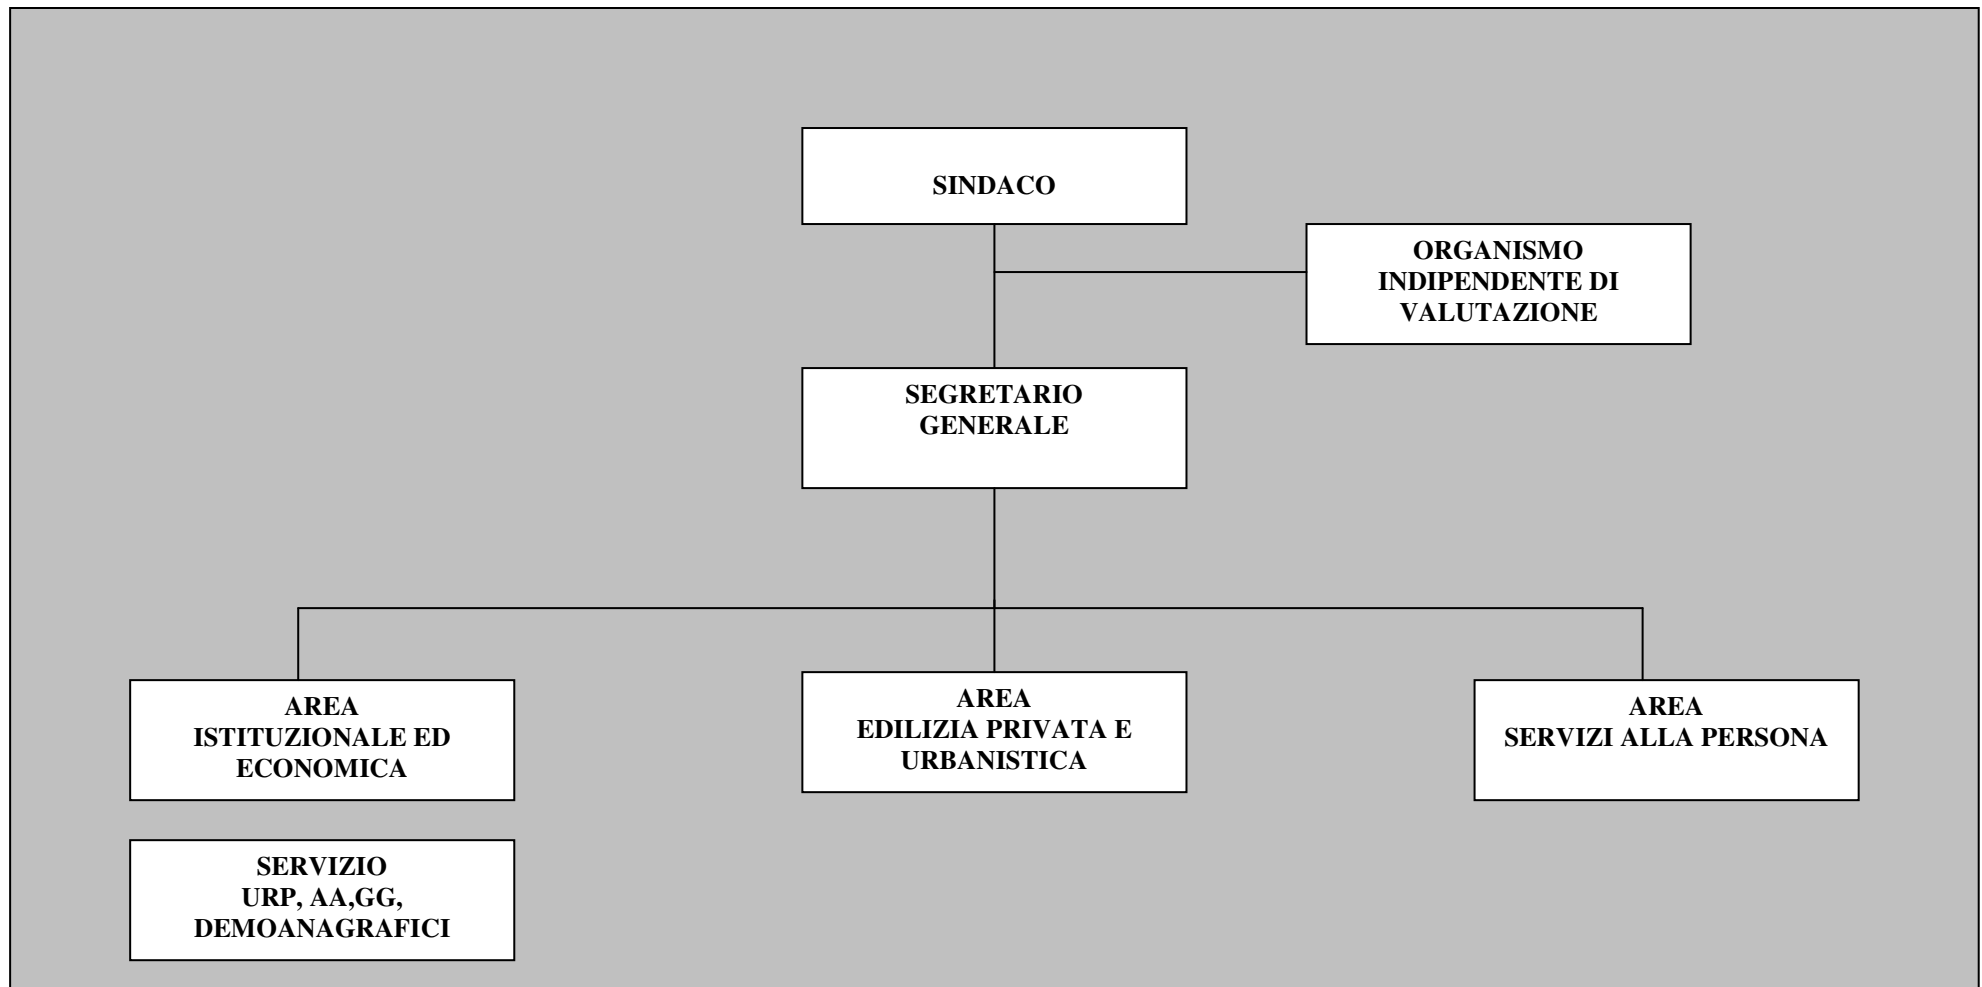 SINDACO
ORGANISMO
INDIPENDENTE DI
VALUTAZIONE
SEGRETARIO
GENERALE
AREA
ISTITUZIONALE ED
ECONOMICA
AREA
EDILIZIA PRIVATA E
URBANISTICA
AREA
SERVIZI ALLA PERSONA
SERVIZIO
URP, AA,GG,
DEMOANAGRAFICI